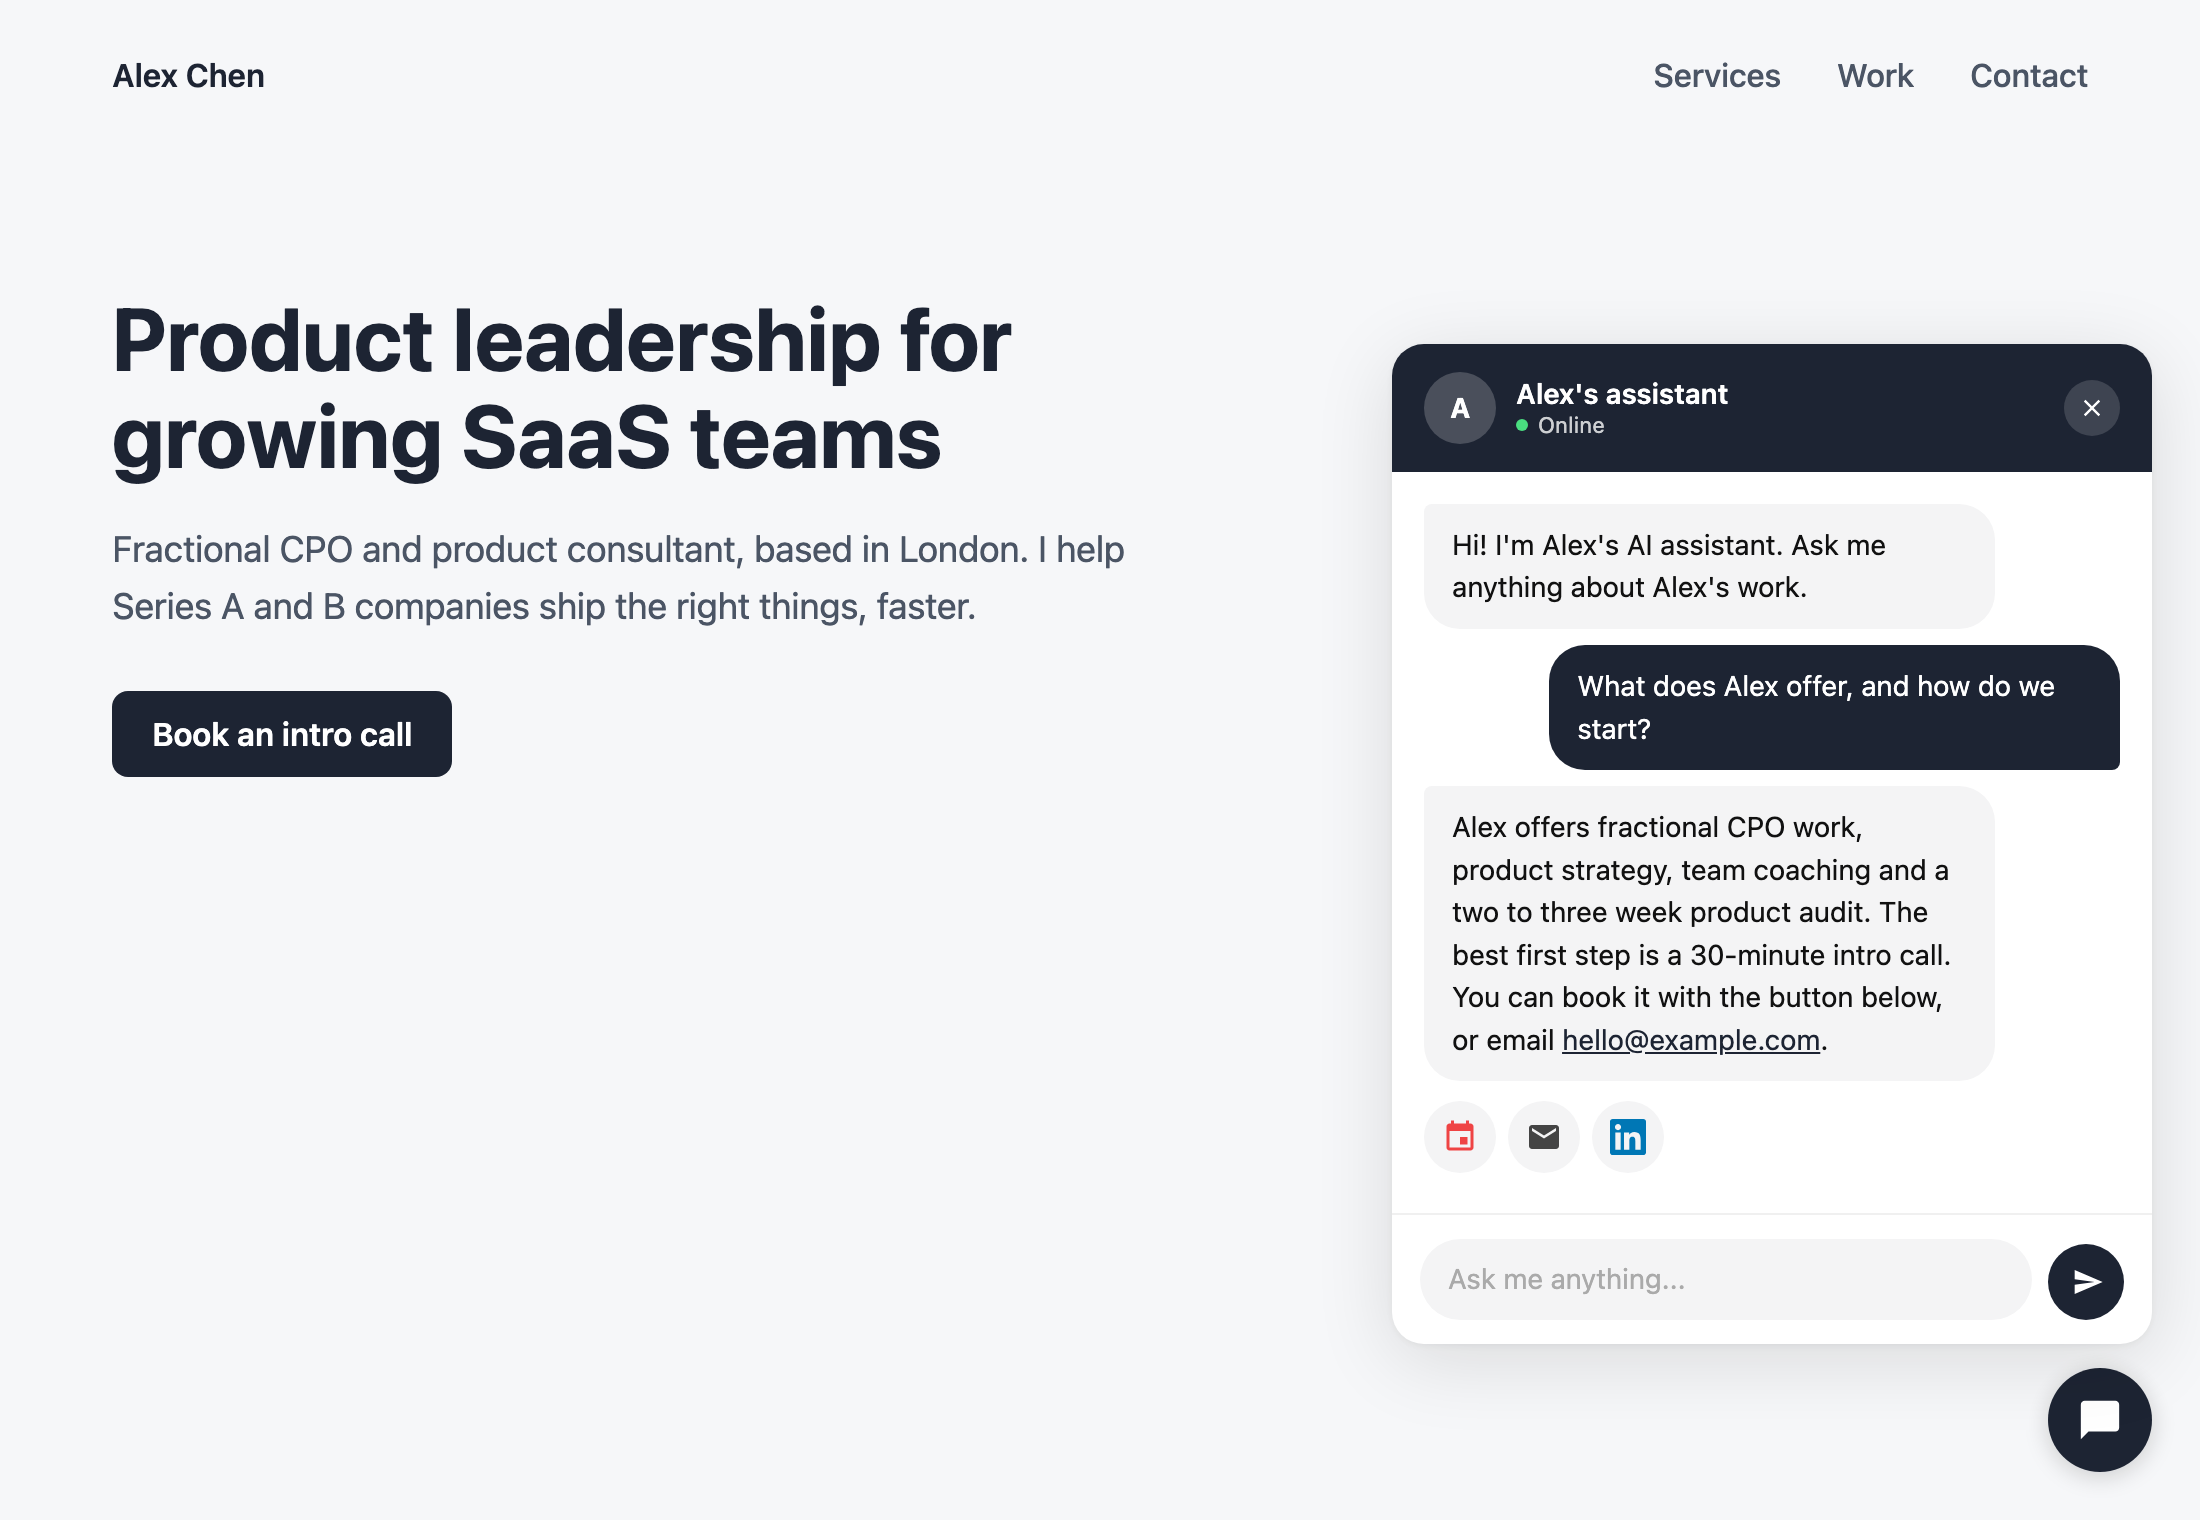 Alex Chen
Services
Work
Contact
Product leadership for
growing SaaS teams
Fractional CPO and product consultant, based in London. I help
Series A and B companies ship the right things, faster.
Book an intro call
A
Alex's assistant
Online
Hi! I'm Alex's AI assistant. Ask me
anything about Alex's work.
What does Alex offer, and how do we
start?
Alex offers fractional CPO work,
product strategy, team coaching and a
two to three week product audit. The
best first step is a 30-minute intro call.
You can book it with the button below,
or email hello@example.com.
in
Ask me anything...